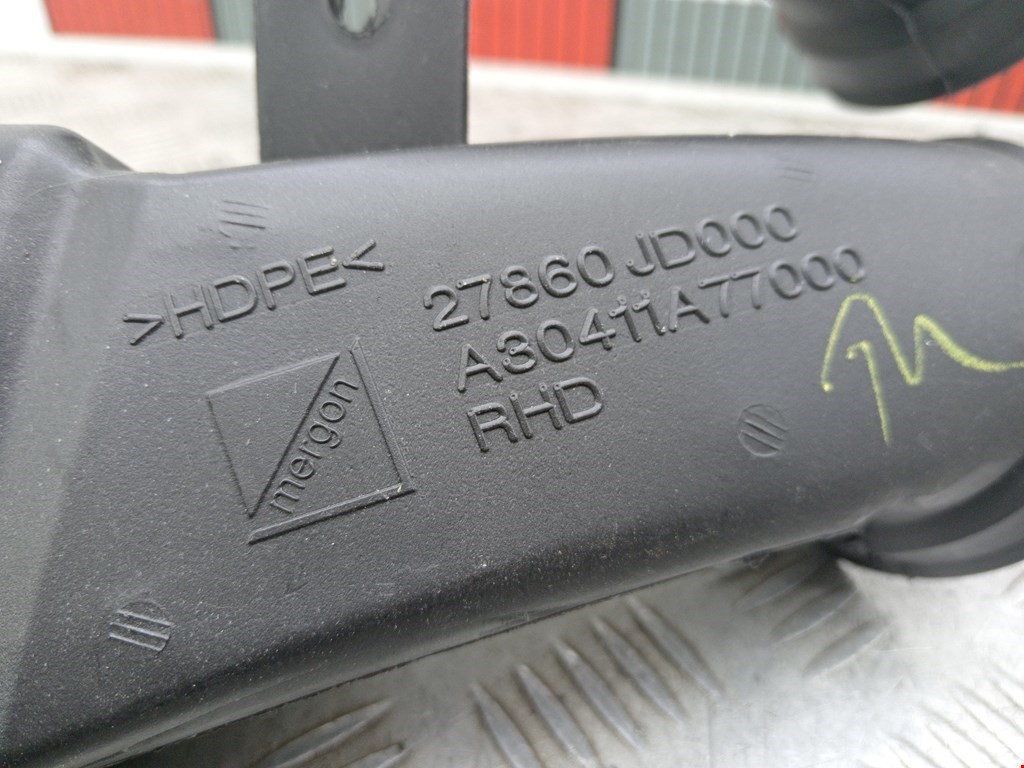 >HDPE<
27860 JD000
A30411A77000
RHD
mergon